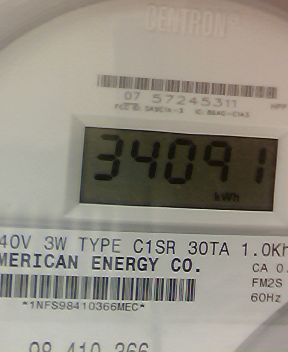 CENTRON®
07 57245311
34091
kWh
40V 3W TYPE C1SR 30TA 1.0Kh
MERICAN ENERGY CO.
CA 0.
FM2S
60Hz
*1NFS98410366MEC*
98 410 366